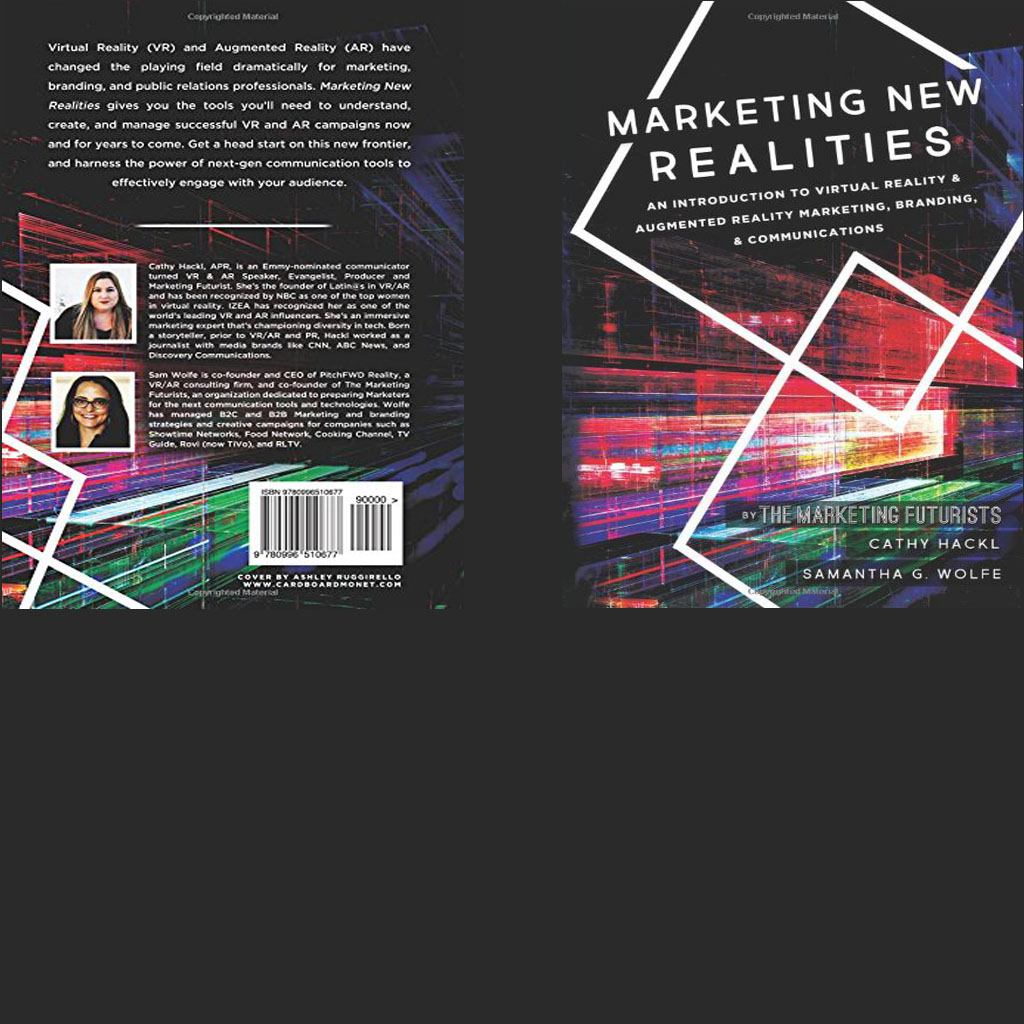 Copyrighted Material
Virtual Reality (VR) and Augmented Reality (AR) have
changed the playing field dramatically for marketing,
branding, and public relations professionals. Marketing New
Realities gives you the tools you'll need to understand,
create, and manage successful VR and AR campaigns now
and for years to come. Get a head start on this new frontier,
and harness the power of next-gen communication tools to
effectively engage with your audience.
Cathy Hackl, APR, is an Emmy-nominated communicator
turned VR & AR Speaker, Evangelist, Producer and
Marketing Futurist. She's the founder of Latin@s in VR/AR
and has been recognized by NBC as one of the top women
in virtual reality. IZEA has recognized her as one of the
world's leading VR and AR influencers. She's an immersive
marketing expert that's championing diversity in tech. Born
a storyteller, prior to VR/AR and PR, Hackl worked as a
journalist with media brands like CNN, ABC News, and
Discovery Communications.
Sam Wolfe is co-founder and CEO of PitchFWD Reality, a
VR/AR consulting firm, and co-founder of The Marketing
Futurists, an organization dedicated to preparing Marketers
for the next communication tools and technologies. Wolfe
has managed B2C and B2B Marketing and branding
strategies and creative campaigns for companies such as
Showtime Networks, Food Network, Cooking Channel, TV
Guide, Rovi (now TiVo), and RLTV.
ISBN 9780996510677
90000 >
9 780996 510677
COVER BY ASHLEY RUGGIRELLO
WWW.CARDBOARDMONET.COM
Copyrighted Material
Copyrighted Material
MARKETING NEW
REALITIES
AN INTRODUCTION TO VIRTUAL REALITY &
AUGMENTED REALITY MARKETING, BRANDING,
& COMMUNICATIONS
BY THE MARKETING FUTURISTS
CATHY HACKL
SAMANTHA G. WOLFE
Copyrighted Material